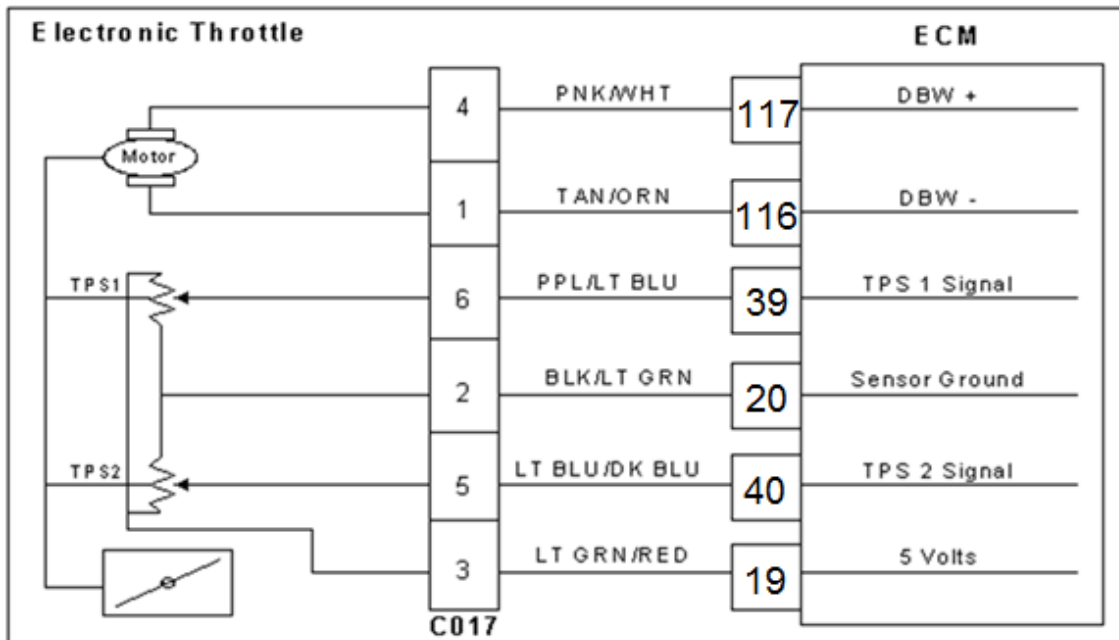 Electronic Throttle
ECM
4 PNK/WHT 117 DBW +
Motor
1 TAN/ORN 116 DBW -
TPS1 6 PPL/LT BLU 39 TPS 1 Signal
2 BLK/LT GRN 20 Sensor Ground
TPS2 5 LT BLU/DK BLU 40 TPS 2 Signal
3 LT GRN/RED 19 5 Volts
C017